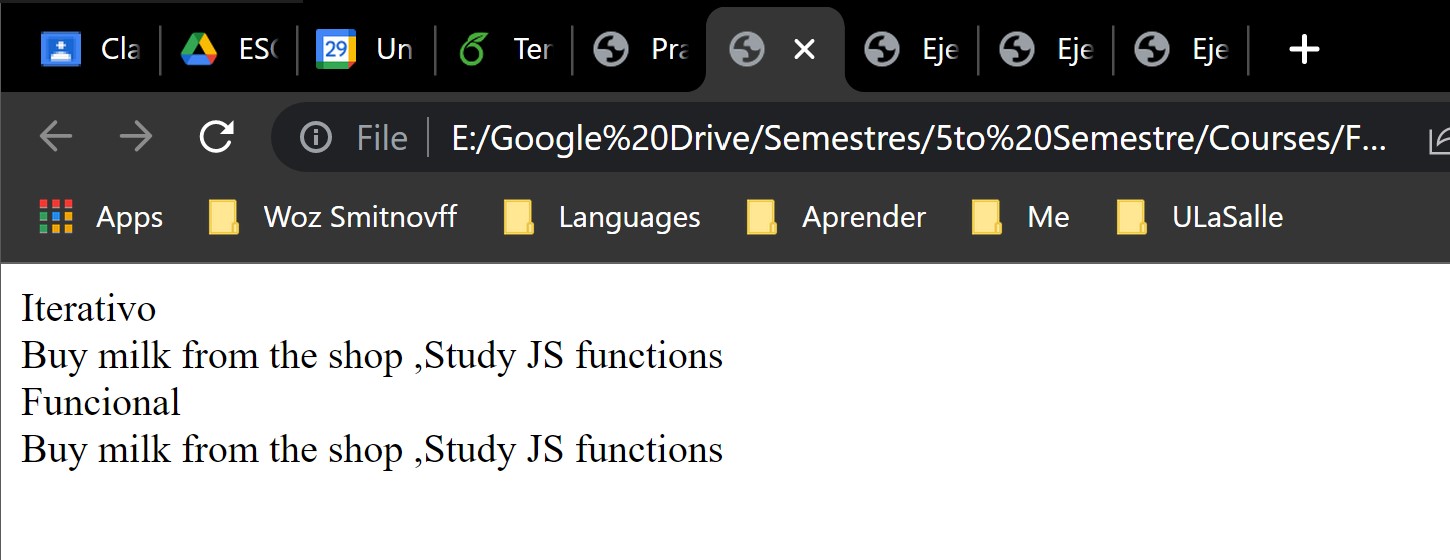 Cla ESC 29 Un Ter Pra Eje Eje Eje
File E:/Google%20Drive/Semestres/5to%20Semestre/Courses/F...
Apps Woz Smitnovff Languages Aprender Me ULaSalle
Iterativo
Buy milk from the shop ,Study JS functions
Funcional
Buy milk from the shop ,Study JS functions